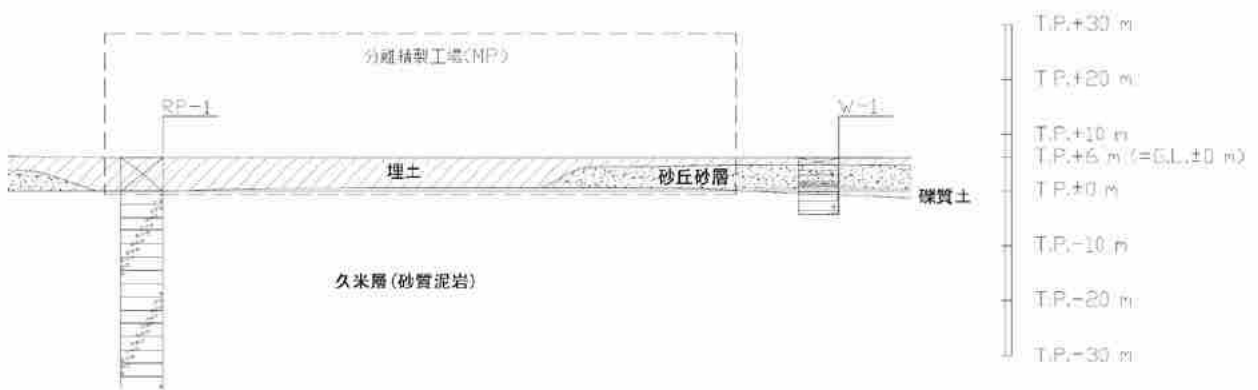 分離精製工場(MP)
RP-1
W-1
埋土
砂丘砂層
礫質土
久米層(砂質泥岩)
T.P.+30 m
T.P.+20 m
T.P.+10 m
T.P.+6 m(=G.L.±0 m)
T.P.±0 m
T.P.-10 m
T.P.-20 m
T.P.-30 m